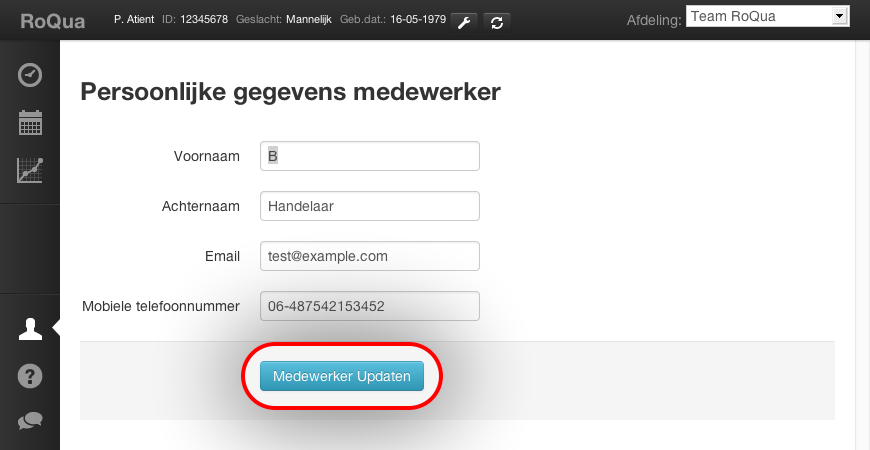 RoQua P. Atient ID: 12345678 Geslacht: Mannelijk Geb.dat.: 16-05-1979 Afdeling: Team RoQua
Persoonlijke gegevens medewerker
Voornaam B
Achternaam Handelaar
Email test@example.com
Mobiele telefoonnummer 06-487542153452
Medewerker Updaten
?